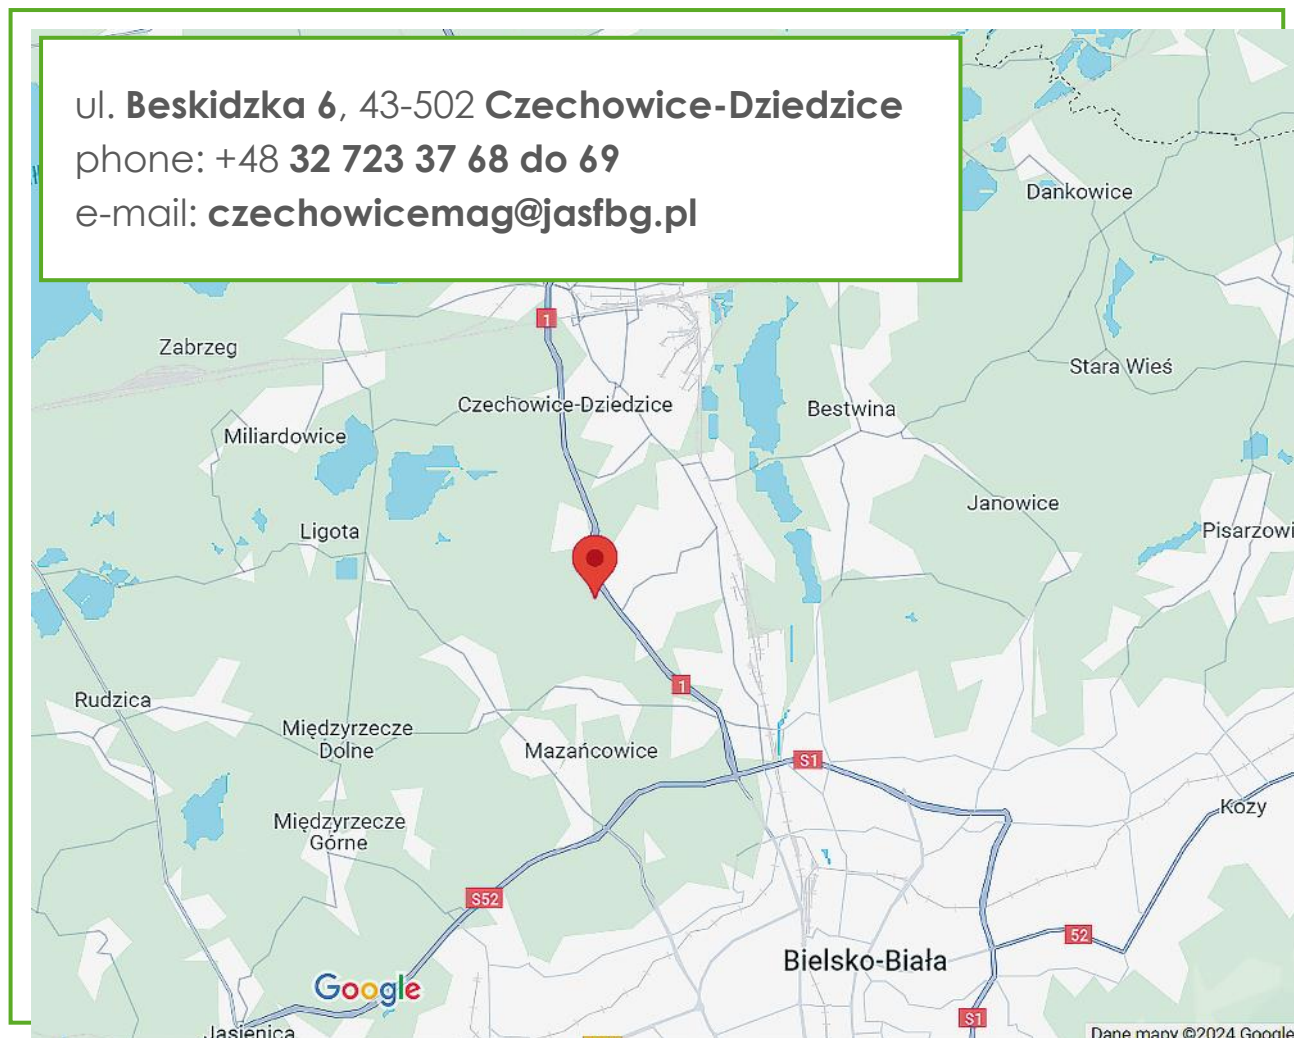 ul. Beskidzka 6, 43-502 Czechowice-Dziedzice
phone: +48 32 723 37 68 do 69
e-mail: czechowicemag@jasfbg.pl
Dankowice
1
Zabrzeg
Stara Wieś
Czechowice-Dziedzice
Bestwina
Miliardowice
Janowice
Ligota
Pisarzowi
1
Rudzica
Międzyrzecze
Dolne
Mazańcowice
S1
Kozy
Międzyrzecze
Górne
S52
52
Bielsko-Biała
Google
S1
Jasienica
Dane mapy ©2024 Google